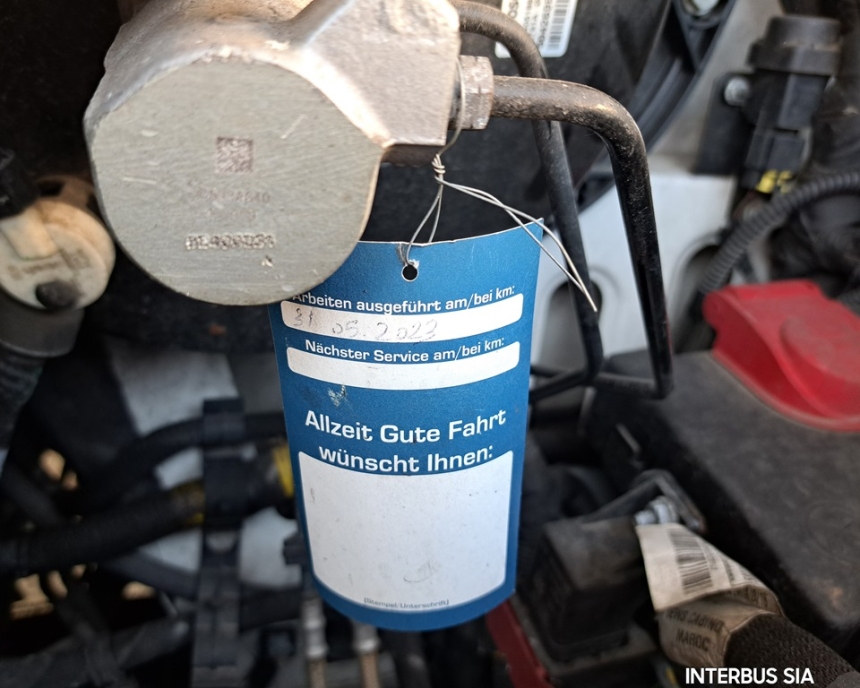 Arbeiten ausgeführt am/bei km:
31 05. 2023
Nächster Service am/bei km:
Allzeit Gute Fahrt
wünscht Ihnen:
(Stempel/Unterschrift)
INTERBUS SIA